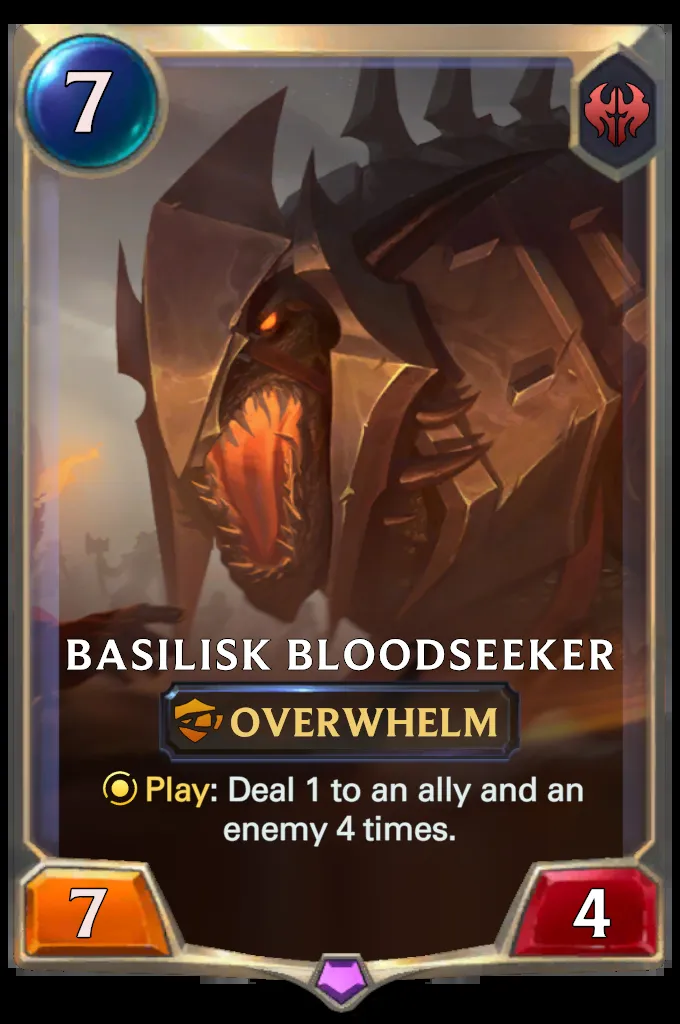 7
BASILISK BLOODSEEKER
OVERWHELM
Play: Deal 1 to an ally and an
enemy 4 times.
7
4